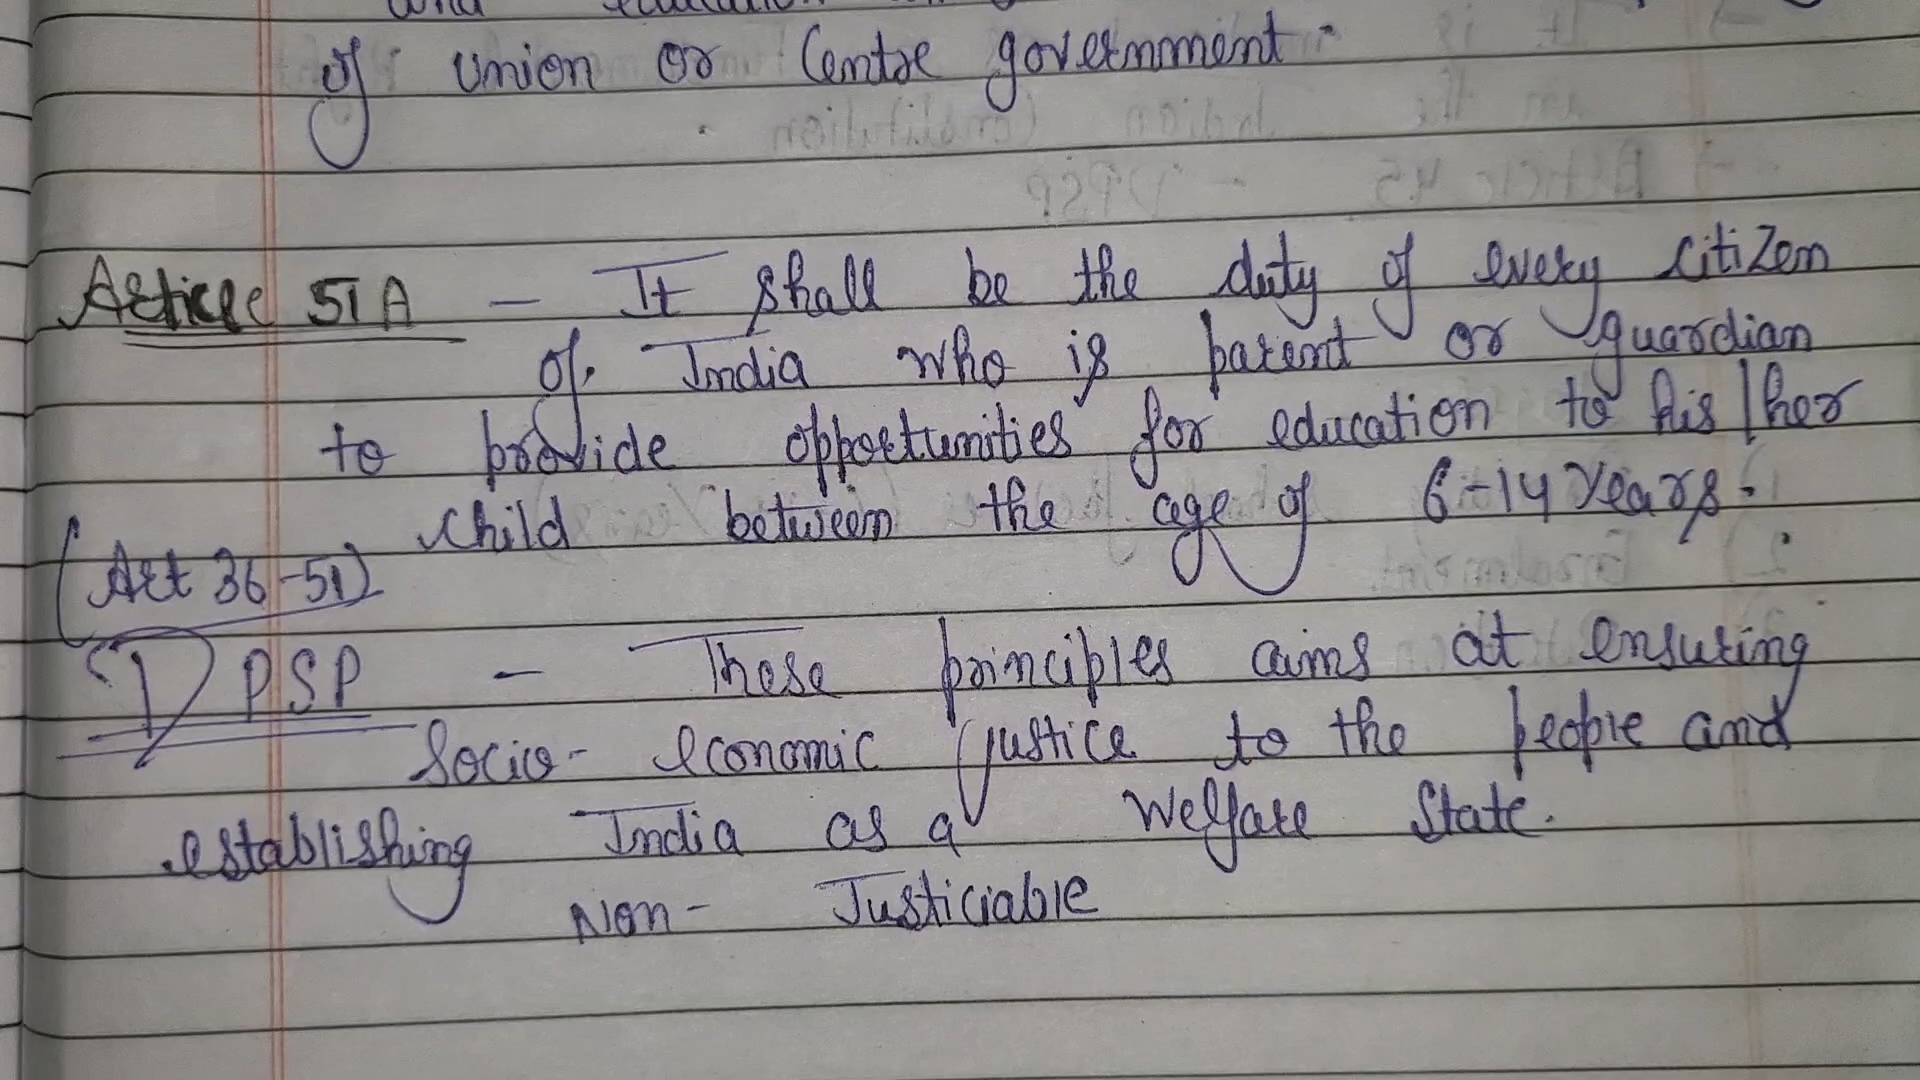 of union or Centre government.
Article 51A - It shall be the duty of every citizen
of India who is parent or guardian
to provide opportunities for education to his/her
child between the age of 6-14 years.
(Art 36-51)
DPSP - These principles aims at ensuring
Socio-economic justice to the people and
establishing India as a Welfare State.
Non-Justiciable